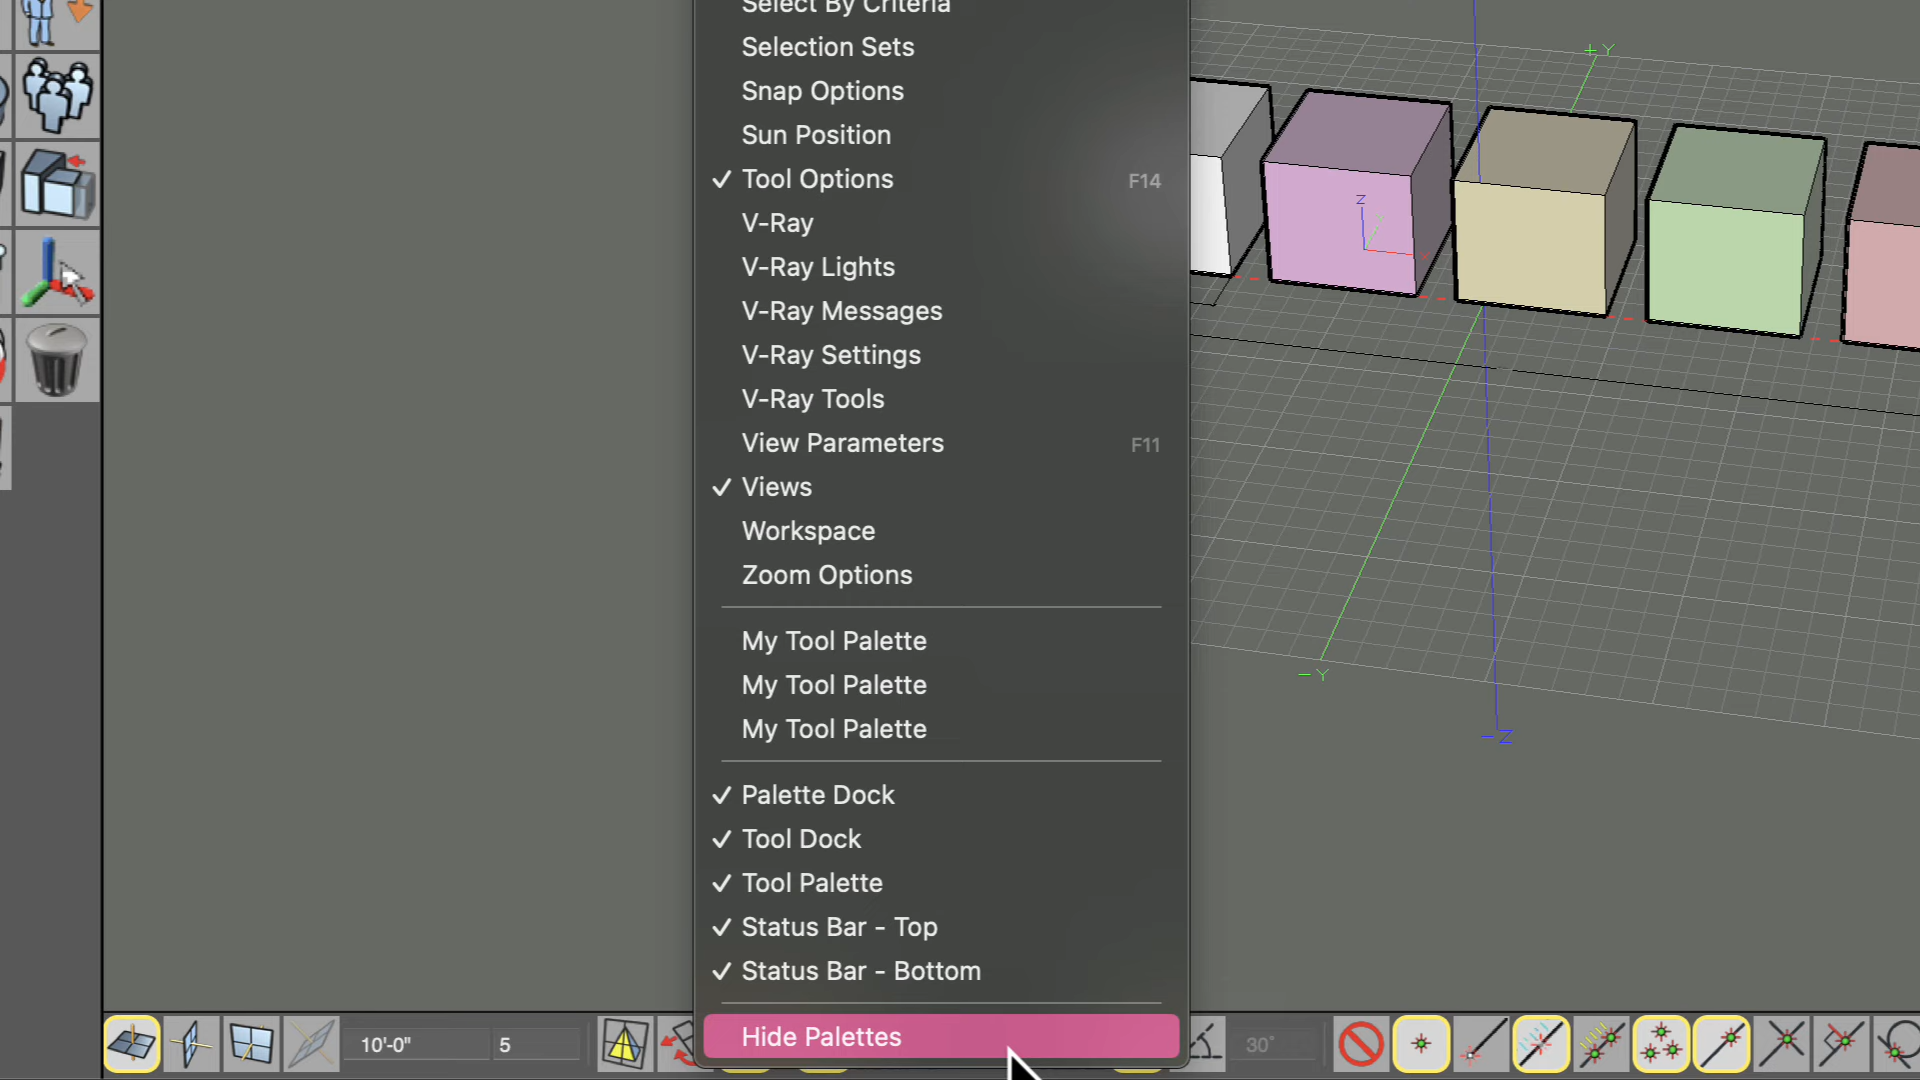 Select By Criteria
Selection Sets
Snap Options
Sun Position
✓ Tool Options F14
V-Ray
V-Ray Lights
V-Ray Messages
V-Ray Settings
V-Ray Tools
View Parameters F11
✓ Views
Workspace
Zoom Options
My Tool Palette
My Tool Palette
My Tool Palette
✓ Palette Dock
✓ Tool Dock
✓ Tool Palette
✓ Status Bar - Top
✓ Status Bar - Bottom
Hide Palettes
+Y
Z
-Y
-Z
10'-0"
5
30°